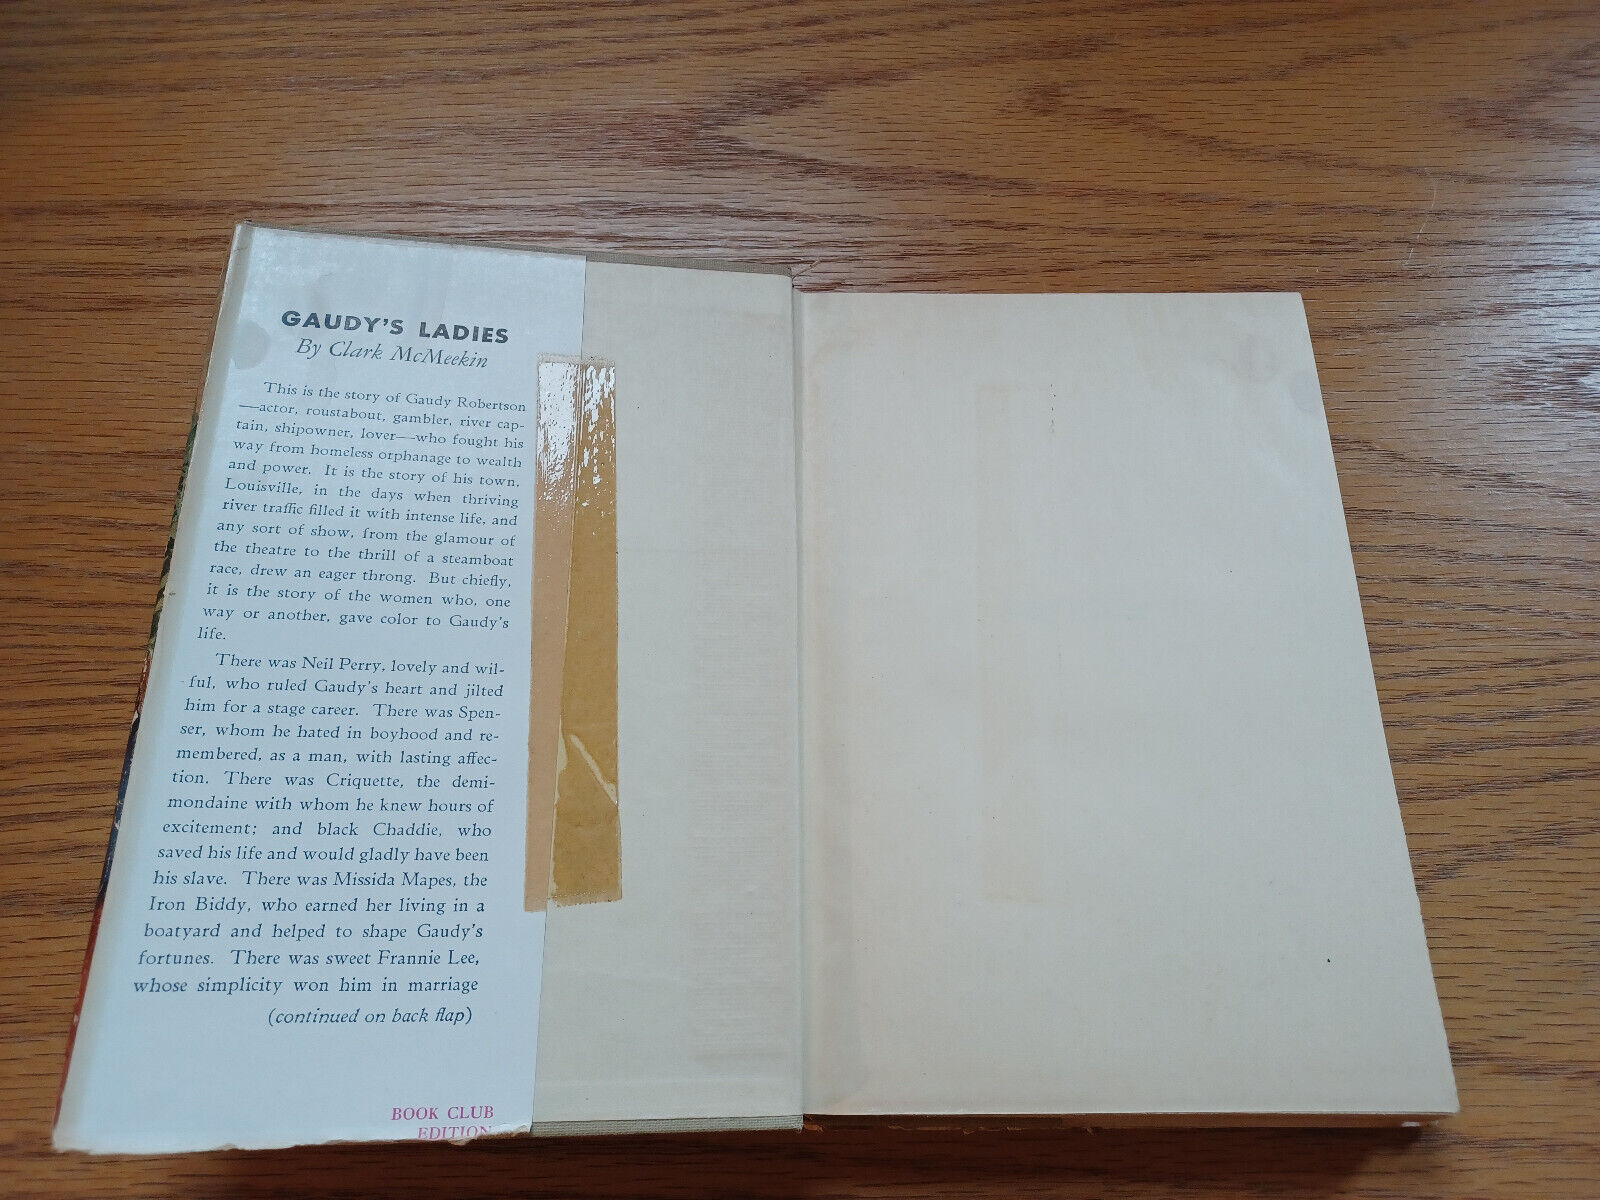 GAUDY'S LADIES
By Clark McMeekin
This is the story of Gaudy Robertson
—actor, roustabout, gambler, river cap-
tain, shipowner, lover—who fought his
way from homeless orphanage to wealth
and power. It is the story of his town,
Louisville, in the days when thriving
river traffic filled it with intense life, and
any sort of show, from the glamour of
the theatre to the thrill of a steamboat
race, drew an eager throng. But chiefly,
it is the story of the women who, one
way or another, gave color to Gaudy's
life.
There was Neil Perry, lovely and wil-
ful, who ruled Gaudy's heart and jilted
him for a stage career. There was Spen-
ser, whom he hated in boyhood and re-
membered, as a man, with lasting affec-
tion. There was Criquette, the demi-
mondaine with whom he knew hours of
excitement; and black Chaddie, who
saved his life and would gladly have been
his slave. There was Missida Mapes, the
Iron Biddy, who earned her living in a
boatyard and helped to shape Gaudy's
fortunes. There was sweet Frannie Lee,
whose simplicity won him in marriage
(continued on back flap)
BOOK CLUB
EDITION